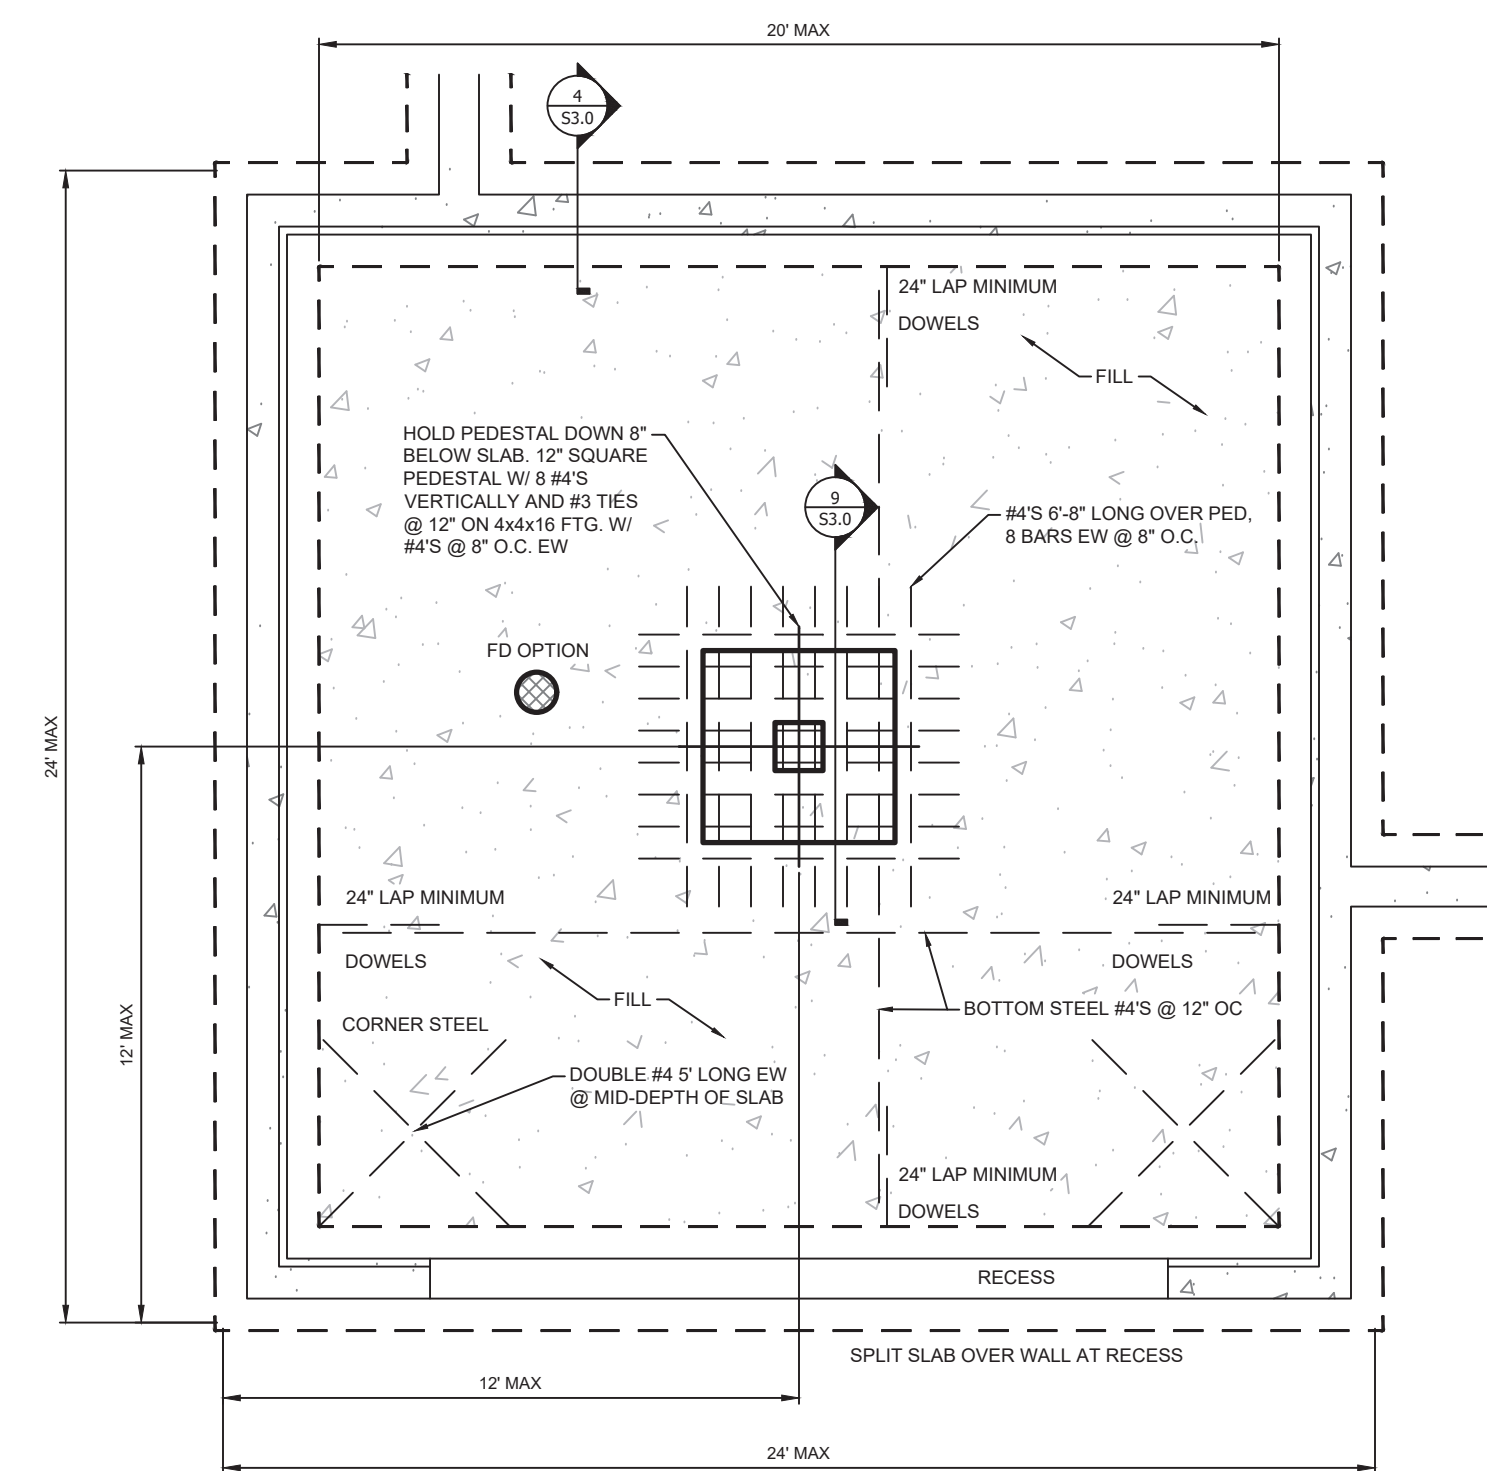 20' MAX
4
S3.0
24" LAP MINIMUM
DOWELS
FILL
HOLD PEDESTAL DOWN 8"
BELOW SLAB. 12" SQUARE
PEDESTAL W/ 8 #4'S
VERTICALLY AND #3 TIES
@ 12" ON 4x4x16 FTG. W/
#4'S @ 8" O.C. EW
9
S3.0
#4'S 6'-8" LONG OVER PED,
8 BARS EW @ 8" O.C.
FD OPTION
24' MAX
12' MAX
24" LAP MINIMUM
24" LAP MINIMUM
DOWELS
DOWELS
FILL
BOTTOM STEEL #4'S @ 12" OC
CORNER STEEL
DOUBLE #4 5' LONG EW
@ MID-DEPTH OF SLAB
24" LAP MINIMUM
DOWELS
RECESS
SPLIT SLAB OVER WALL AT RECESS
12' MAX
24' MAX